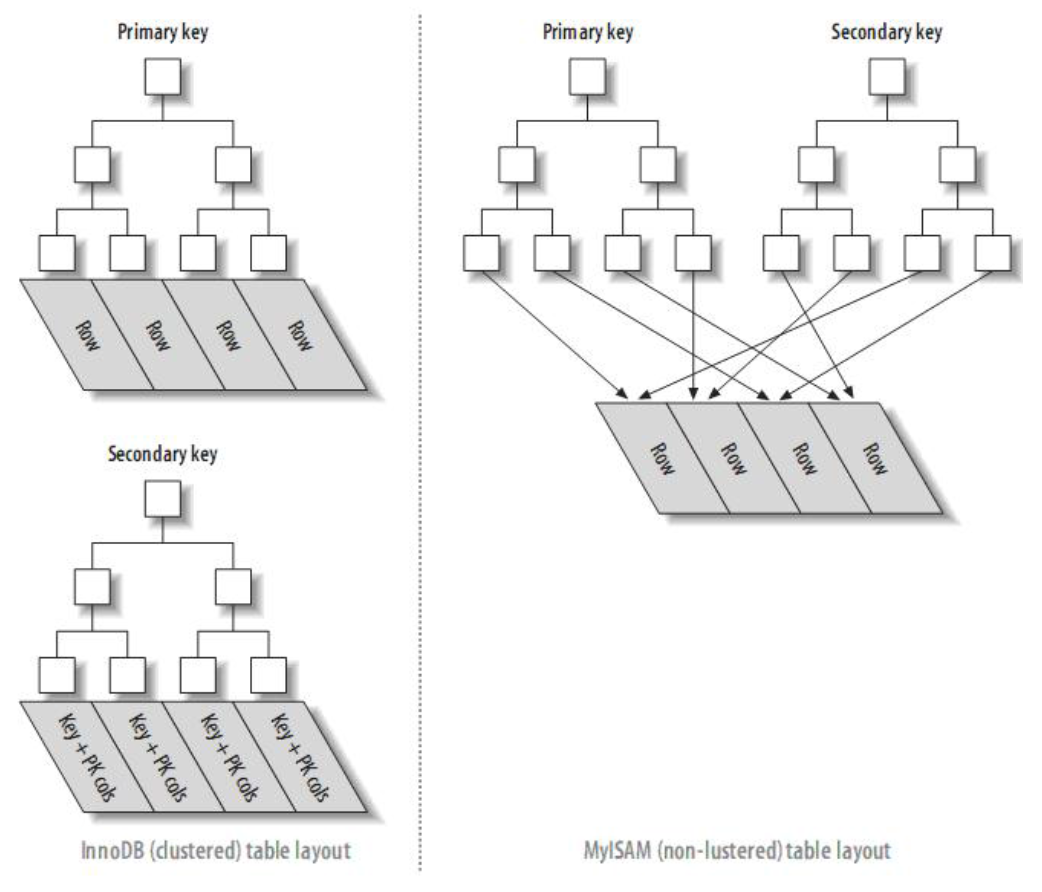 Primary key
Row
Row
Row
Row
Secondary key
Key + PK cols
Key + PK cols
Key + PK cols
Key + PK cols
InnoDB (clustered) table layout
Primary key
Secondary key
Row
Row
Row
Row
MyISAM (non-lustered) table layout